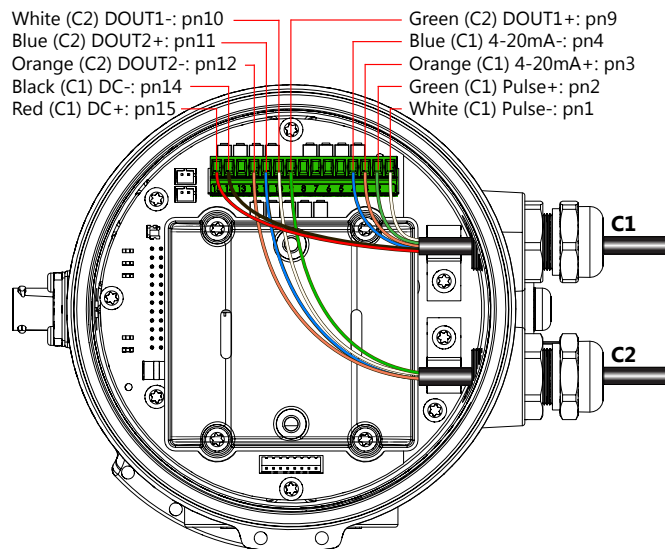 White (C2) DOUT1-: pn10
Blue (C2) DOUT2+: pn11
Orange (C2) DOUT2-: pn12
Black (C1) DC-: pn14
Red (C1) DC+: pn15
Green (C2) DOUT1+: pn9
Blue (C1) 4-20mA-: pn4
Orange (C1) 4-20mA+: pn3
Green (C1) Pulse+: pn2
White (C1) Pulse-: pn1
C1
C2